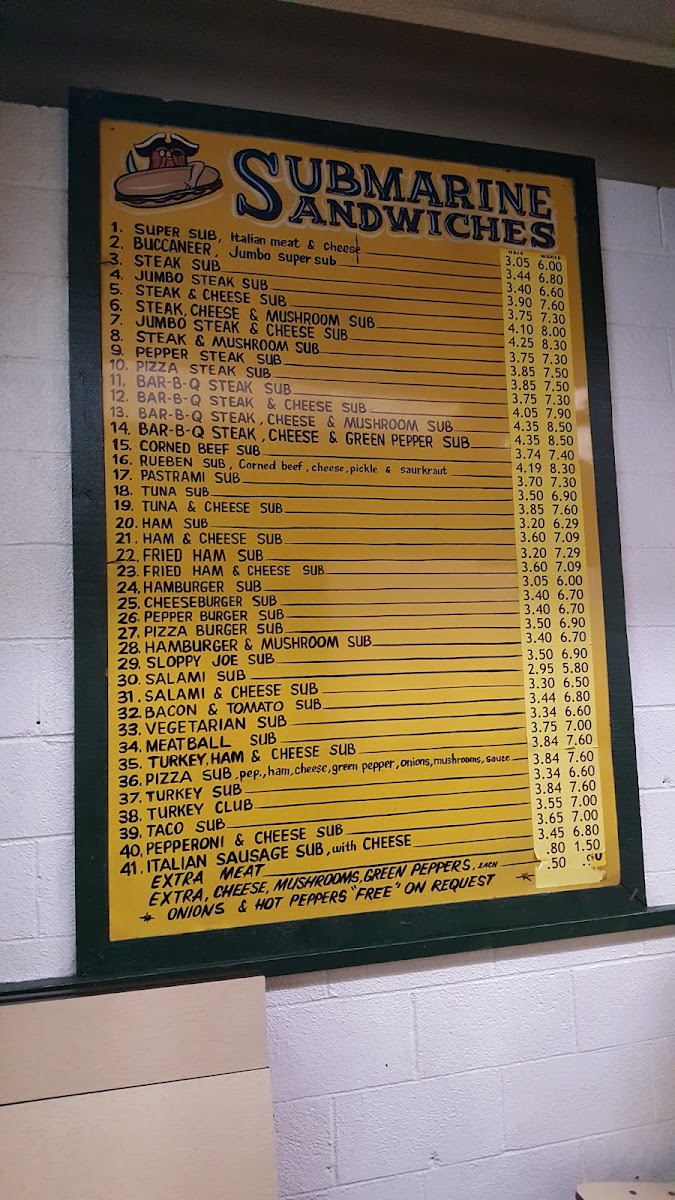 SUBMARINE
SANDWICHES
1. SUPER SUB, Italian meat & cheese 3.05 6.00
2. BUCCANEER, Jumbo super sub 3.44 6.80
3. STEAK SUB 3.40 6.60
4. JUMBO STEAK SUB 3.90 7.60
5. STEAK & CHEESE SUB 3.75 7.30
6. STEAK, CHEESE & MUSHROOM SUB 4.10 8.00
7. JUMBO STEAK & CHEESE SUB 4.25 8.30
8. STEAK & MUSHROOM SUB 3.75 7.30
9. PEPPER STEAK SUB 3.85 7.50
10. PIZZA STEAK SUB 3.85 7.50
11. BAR-B-Q STEAK SUB 3.75 7.30
12. BAR-B-Q STEAK & CHEESE SUB 4.05 7.90
13. BAR-B-Q STEAK, CHEESE & MUSHROOM SUB 4.35 8.50
14. BAR-B-Q STEAK, CHEESE & GREEN PEPPER SUB 4.35 8.50
15. CORNED BEEF SUB 3.74 7.40
16. RUEBEN SUB, Corned beef, cheese, pickle & saurkraut 4.19 8.30
17. PASTRAMI SUB 3.70 7.30
18. TUNA SUB 3.50 6.90
19. TUNA & CHEESE SUB 3.85 7.60
20. HAM SUB 3.20 6.29
21. HAM & CHEESE SUB 3.60 7.09
22. FRIED HAM SUB 3.20 7.29
23. FRIED HAM & CHEESE SUB 3.60 7.09
24. HAMBURGER SUB 3.05 6.00
25. CHEESEBURGER SUB 3.40 6.70
26. PEPPER BURGER SUB 3.40 6.70
27. PIZZA BURGER SUB 3.50 6.90
28. HAMBURGER & MUSHROOM SUB 3.40 6.70
29. SLOPPY JOE SUB 3.50 6.90
30. SALAMI SUB 2.95 5.80
31. SALAMI & CHEESE SUB 3.30 6.50
32. BACON & TOMATO SUB 3.44 6.80
33. VEGETARIAN SUB 3.34 6.60
34. MEATBALL SUB 3.75 7.00
35. TURKEY, HAM & CHEESE SUB 3.84 7.60
36. PIZZA SUB, pep., ham, cheese, green pepper, onions, mushrooms, sauce 3.84 7.60
37. TURKEY SUB 3.34 6.60
38. TURKEY CLUB 3.84 7.60
39. TACO SUB 3.55 7.00
40. PEPPERONI & CHEESE SUB 3.65 7.00
41. ITALIAN SAUSAGE SUB, with CHEESE 3.45 6.80
EXTRA MEAT .80 1.50
EXTRA, CHEESE, MUSHROOMS, GREEN PEPPERS, EACH .50
* ONIONS & HOT PEPPERS "FREE" ON REQUEST *